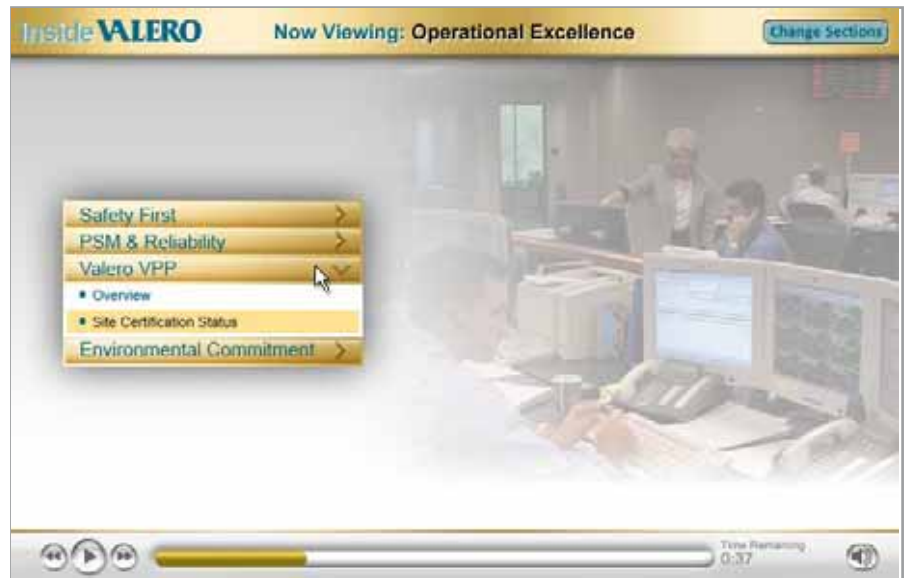 Inside VALERO
Now Viewing: Operational Excellence
Change Sections
Safety First
PSM & Reliability
Valero VPP
• Overview
• Site Certification Status
Environmental Commitment
Time Remaining
0:37